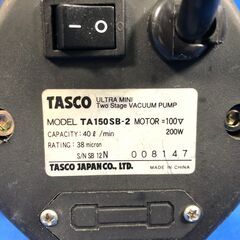 TASCO ULTRA MINI
Two Stage VACUUM PUMP
MODEL TA150SB-2 MOTOR=100V
CAPACITY: 40ℓ/min 200W
RATING: 38 micron
S/N SB 12N 008147
TASCO JAPAN CO., LTD. MADE IN CHINA